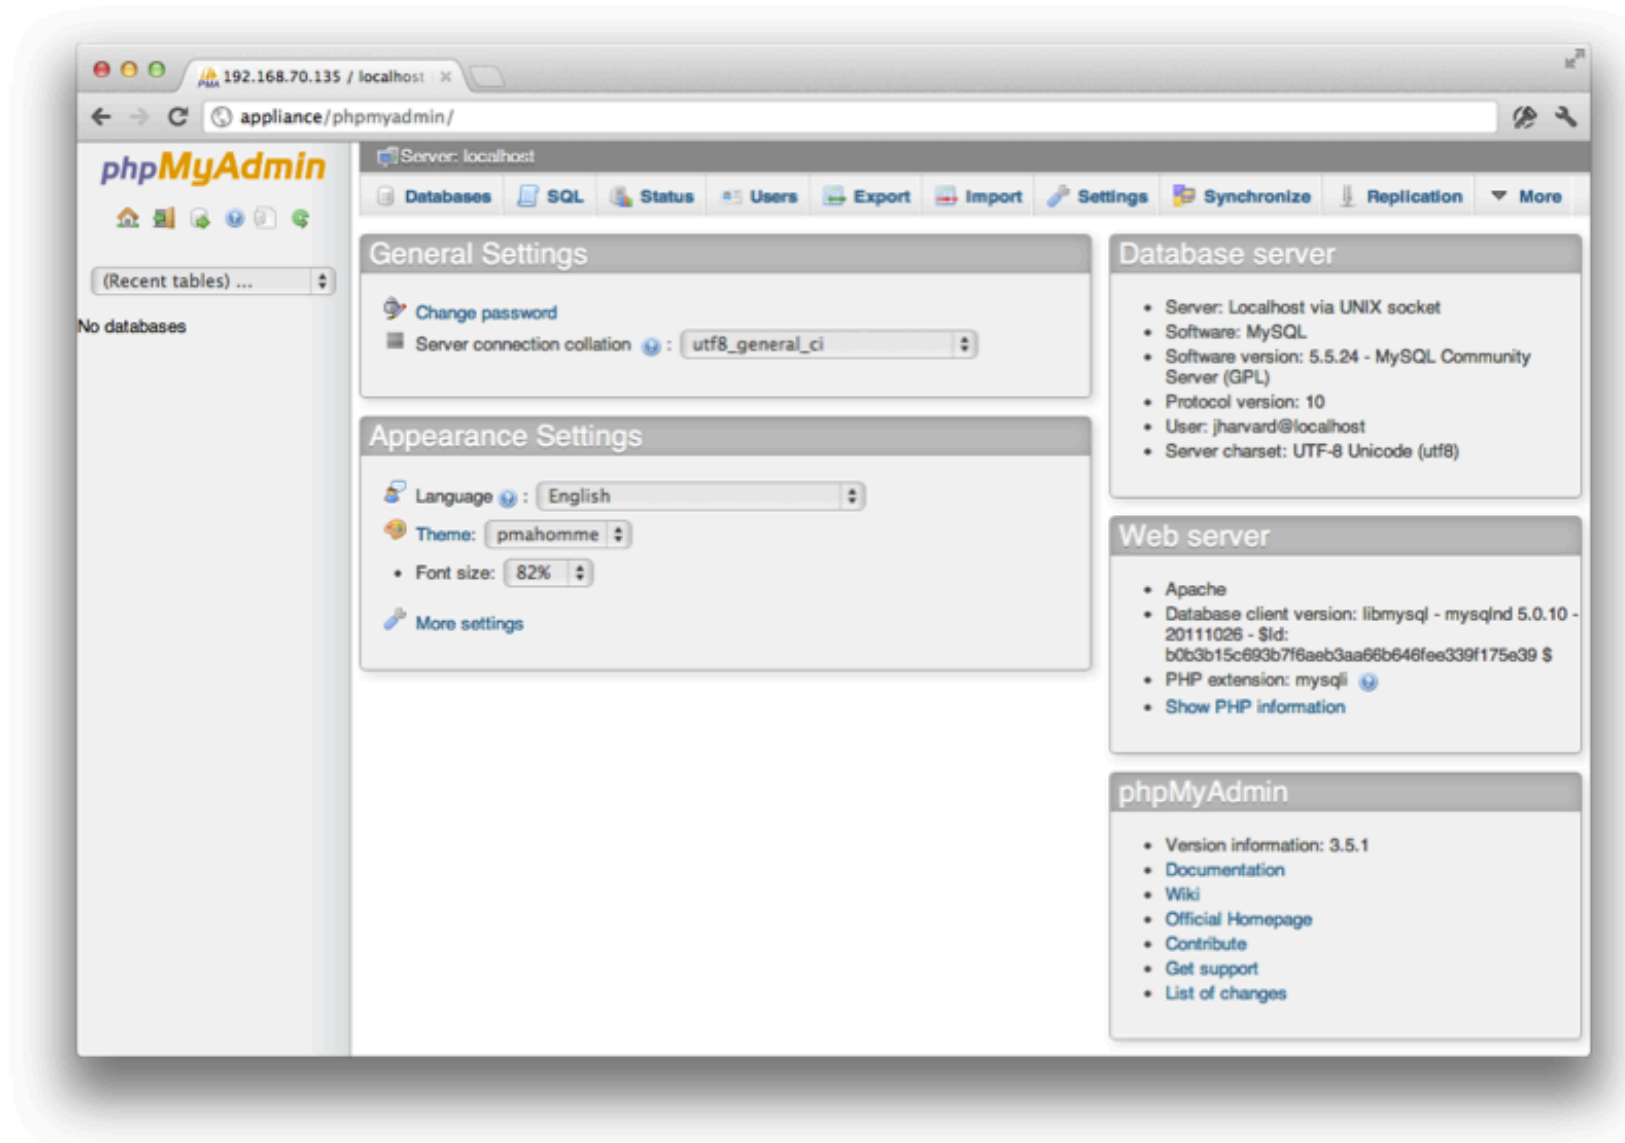 192.168.70.135 / localhost
appliance/phpmyadmin/
phpMyAdmin
(Recent tables) ...
No databases
Server: localhost
Databases SQL Status Users Export Import Settings Synchronize Replication More
General Settings
Change password
Server connection collation : utf8_general_ci
Appearance Settings
Language : English
Theme: pmahomme
• Font size: 82%
More settings
Database server
• Server: Localhost via UNIX socket
• Software: MySQL
• Software version: 5.5.24 - MySQL Community
Server (GPL)
• Protocol version: 10
• User: jharvard@localhost
• Server charset: UTF-8 Unicode (utf8)
Web server
• Apache
• Database client version: libmysql - mysqlnd 5.0.10 -
20111026 - $Id:
b0b3b15c693b7f6aeb3aa66b646fee339f175e39 $
• PHP extension: mysqli
• Show PHP information
phpMyAdmin
• Version information: 3.5.1
• Documentation
• Wiki
• Official Homepage
• Contribute
• Get support
• List of changes